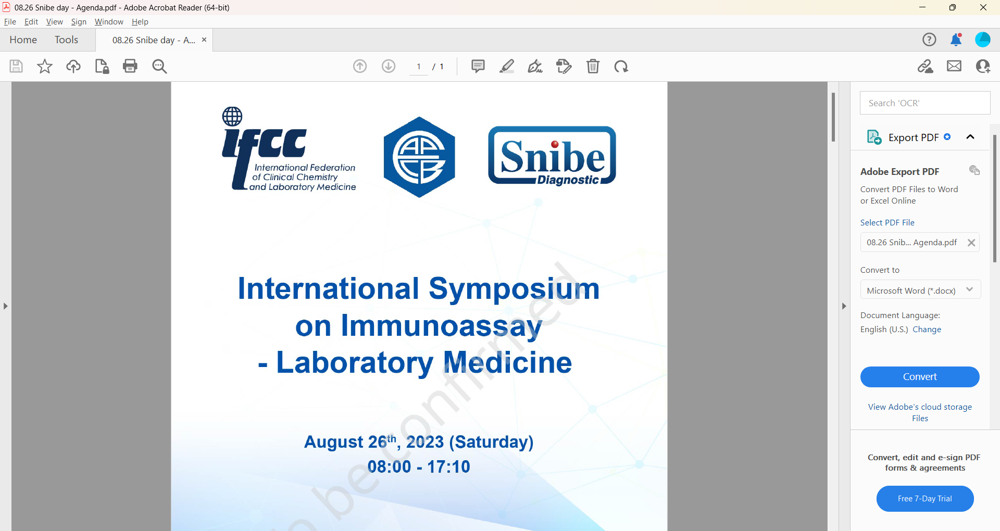 08.26 Snibe day - Agenda.pdf - Adobe Acrobat Reader (64-bit)
File Edit View Sign Window Help
Home Tools 08.26 Snibe day - A...
1 / 1
ifcc
International Federation
of Clinical Chemistry
and Laboratory Medicine
APFCB
Snibe
Diagnostic
International Symposium
on Immunoassay
- Laboratory Medicine
August 26th, 2023 (Saturday)
08:00 - 17:10
to be confirmed
Search 'OCR'
Export PDF
Adobe Export PDF
Convert PDF Files to Word
or Excel Online
Select PDF File
08.26 Snib... Agenda.pdf
Convert to
Microsoft Word (*.docx)
Document Language:
English (U.S.) Change
Convert
View Adobe's cloud storage
Files
Convert, edit and e-sign PDF
forms & agreements
Free 7-Day Trial